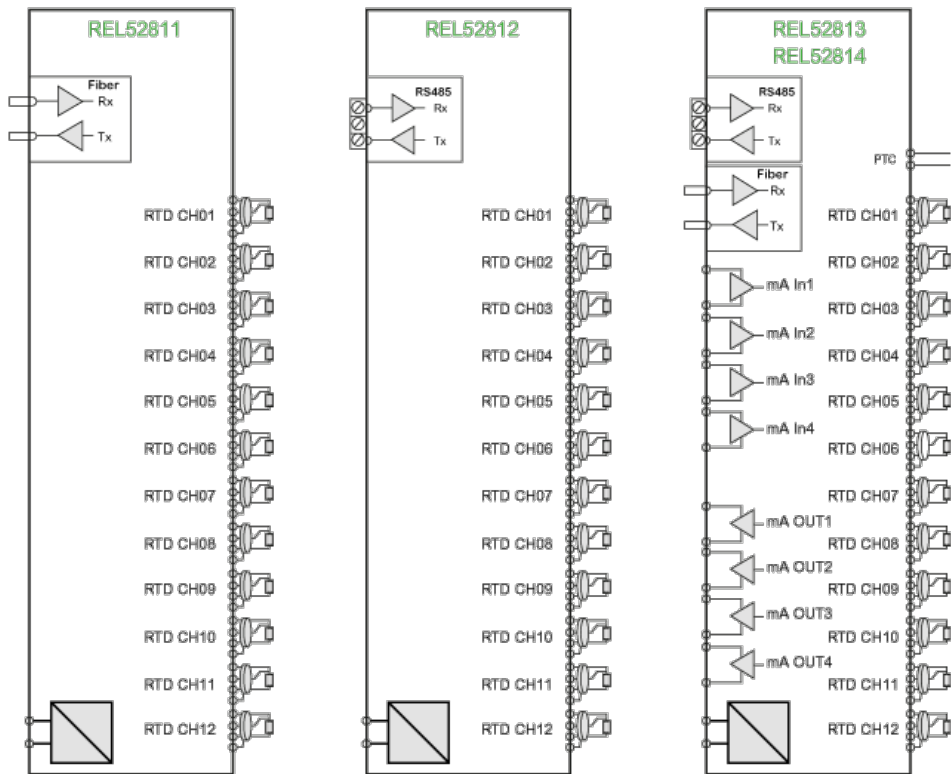 REL52811
Fiber
Rx
Tx
RTD CH01
RTD CH02
RTD CH03
RTD CH04
RTD CH05
RTD CH06
RTD CH07
RTD CH08
RTD CH09
RTD CH10
RTD CH11
RTD CH12
REL52812
RS485
Rx
Tx
RTD CH01
RTD CH02
RTD CH03
RTD CH04
RTD CH05
RTD CH06
RTD CH07
RTD CH08
RTD CH09
RTD CH10
RTD CH11
RTD CH12
REL52813
REL52814
RS485
Rx
Tx
Fiber
Rx
Tx
mA In1
mA In2
mA In3
mA In4
mA OUT1
mA OUT2
mA OUT3
mA OUT4
PTC
RTD CH01
RTD CH02
RTD CH03
RTD CH04
RTD CH05
RTD CH06
RTD CH07
RTD CH08
RTD CH09
RTD CH10
RTD CH11
RTD CH12